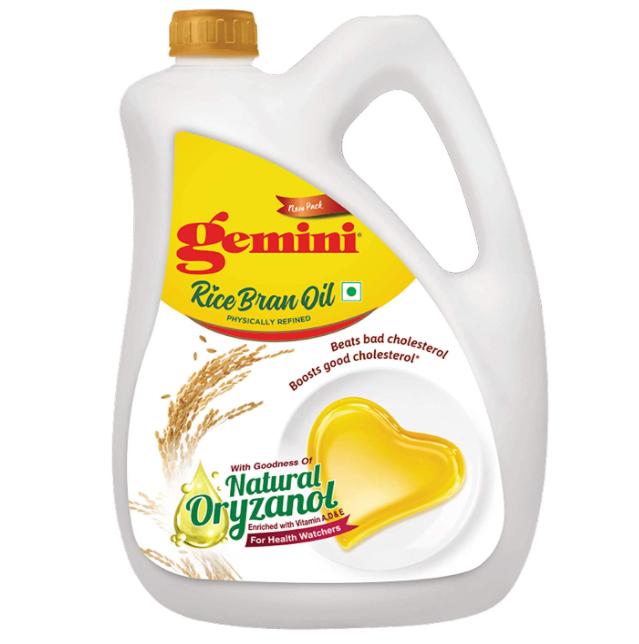 New Pack
gemini®
Rice Bran Oil
PHYSICALLY REFINED
Beats bad cholesterol
Boosts good cholesterol*
With Goodness Of
Natural
Oryzanol
Enriched with Vitamin A,D&E
For Health Watchers